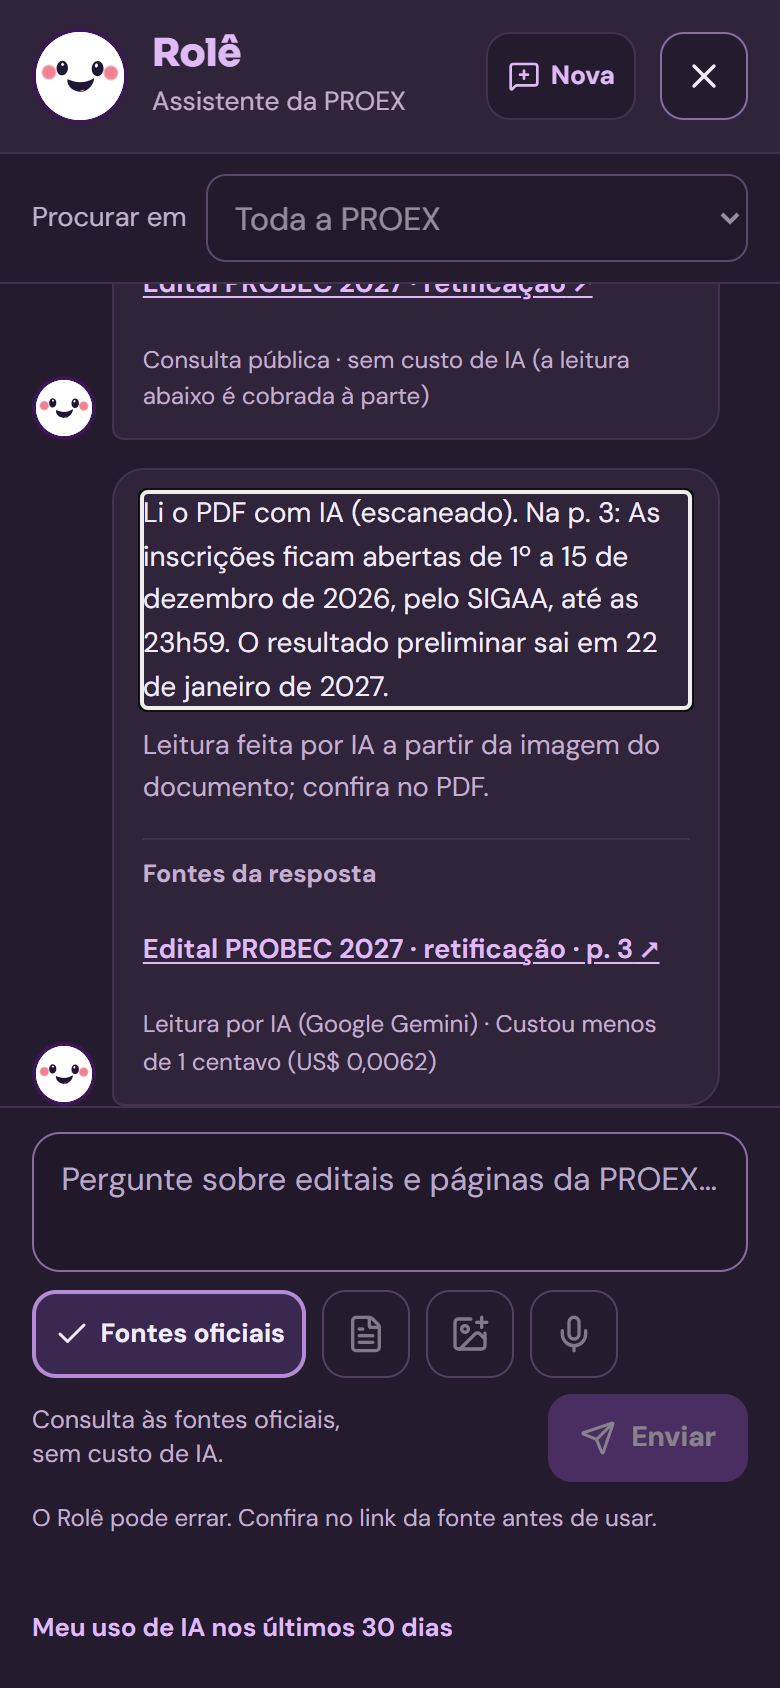 Rolê
Assistente da PROEX
Nova
Procurar em
Toda a PROEX
Edital PROBEC 2027 · retificação ↗
Consulta pública · sem custo de IA (a leitura
abaixo é cobrada à parte)
Li o PDF com IA (escaneado). Na p. 3: As
inscrições ficam abertas de 1º a 15 de
dezembro de 2026, pelo SIGAA, até as
23h59. O resultado preliminar sai em 22
de janeiro de 2027.
Leitura feita por IA a partir da imagem do
documento; confira no PDF.
Fontes da resposta
Edital PROBEC 2027 · retificação · p. 3 ↗
Leitura por IA (Google Gemini) · Custou menos
de 1 centavo (US$ 0,0062)
Pergunte sobre editais e páginas da PROEX...
Fontes oficiais
Consulta às fontes oficiais,
sem custo de IA.
Enviar
O Rolê pode errar. Confira no link da fonte antes de usar.
Meu uso de IA nos últimos 30 dias